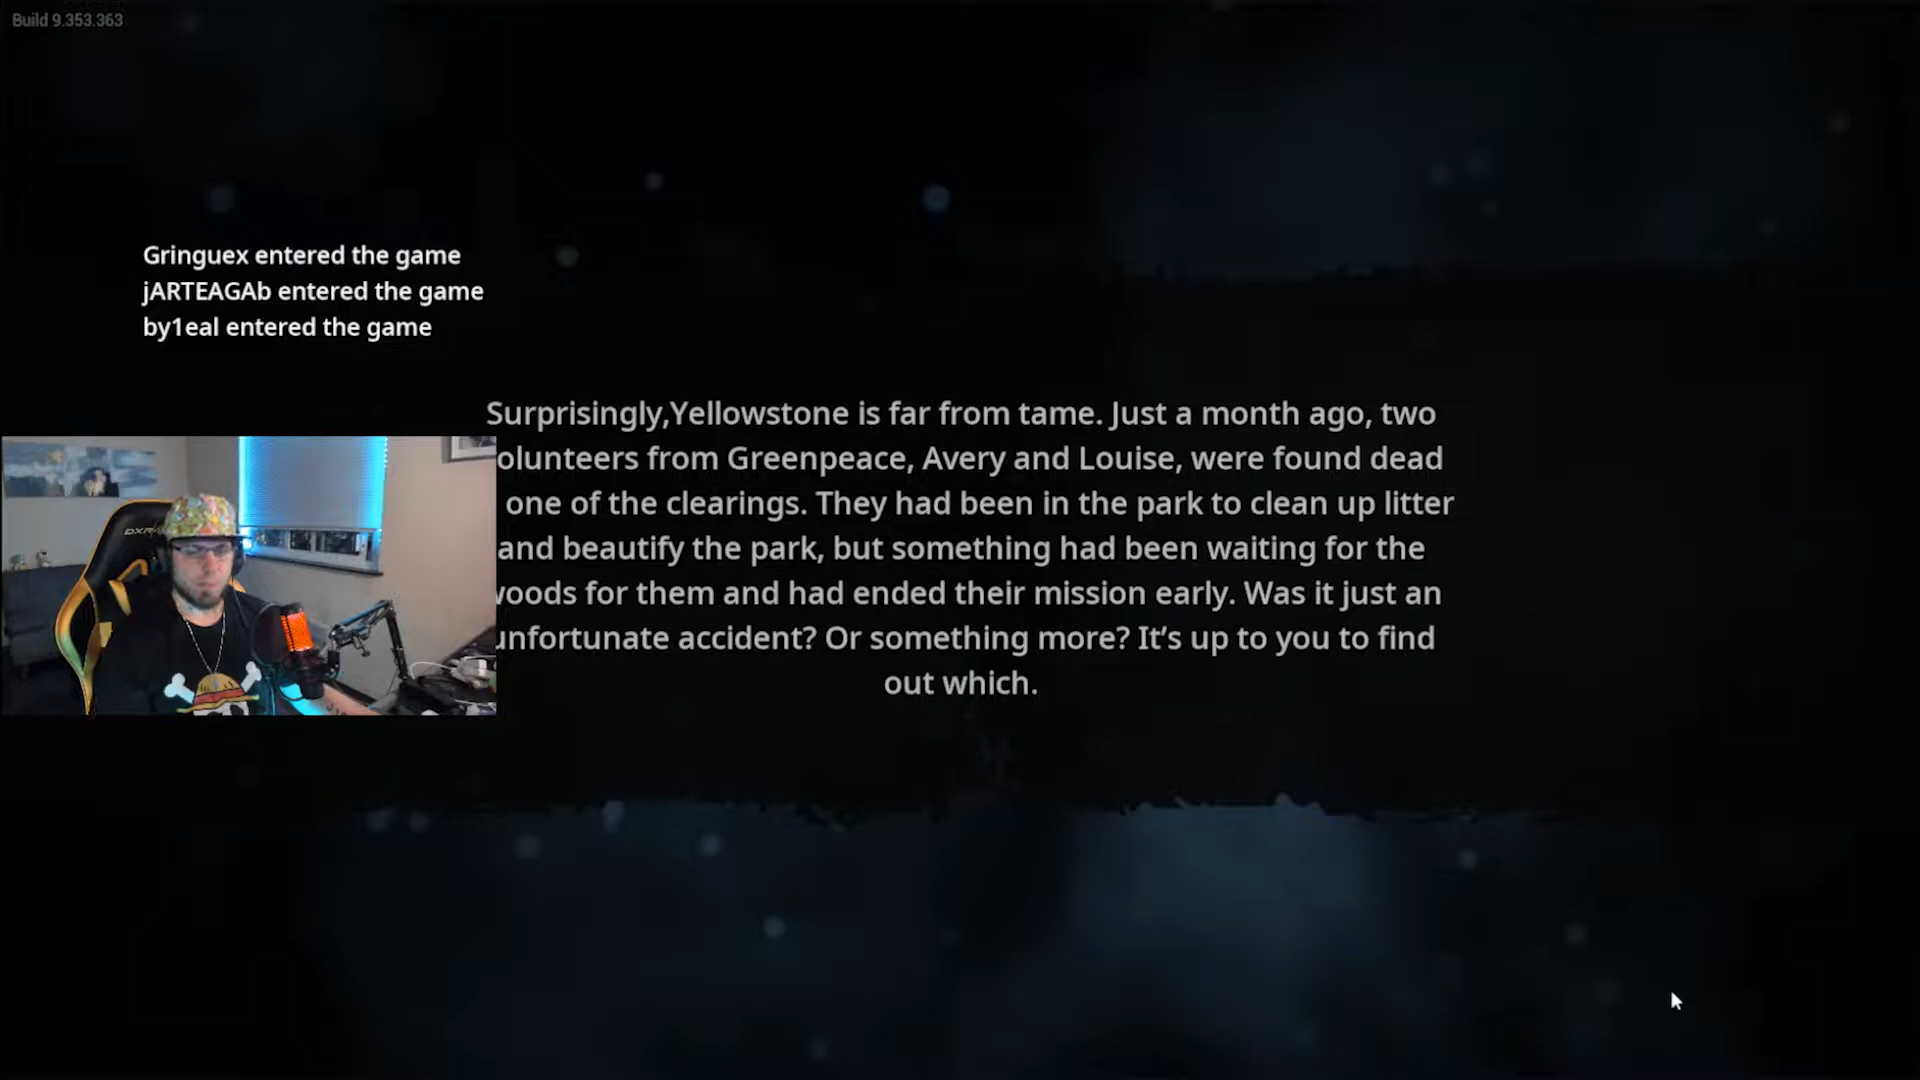 Build 9.353.363
Gringuex entered the game
jARTEAGAb entered the game
by1eal entered the game
Surprisingly,Yellowstone is far from tame. Just a month ago, two
olunteers from Greenpeace, Avery and Louise, were found dead
one of the clearings. They had been in the park to clean up litter
and beautify the park, but something had been waiting for the
woods for them and had ended their mission early. Was it just an
unfortunate accident? Or something more? It’s up to you to find
out which.